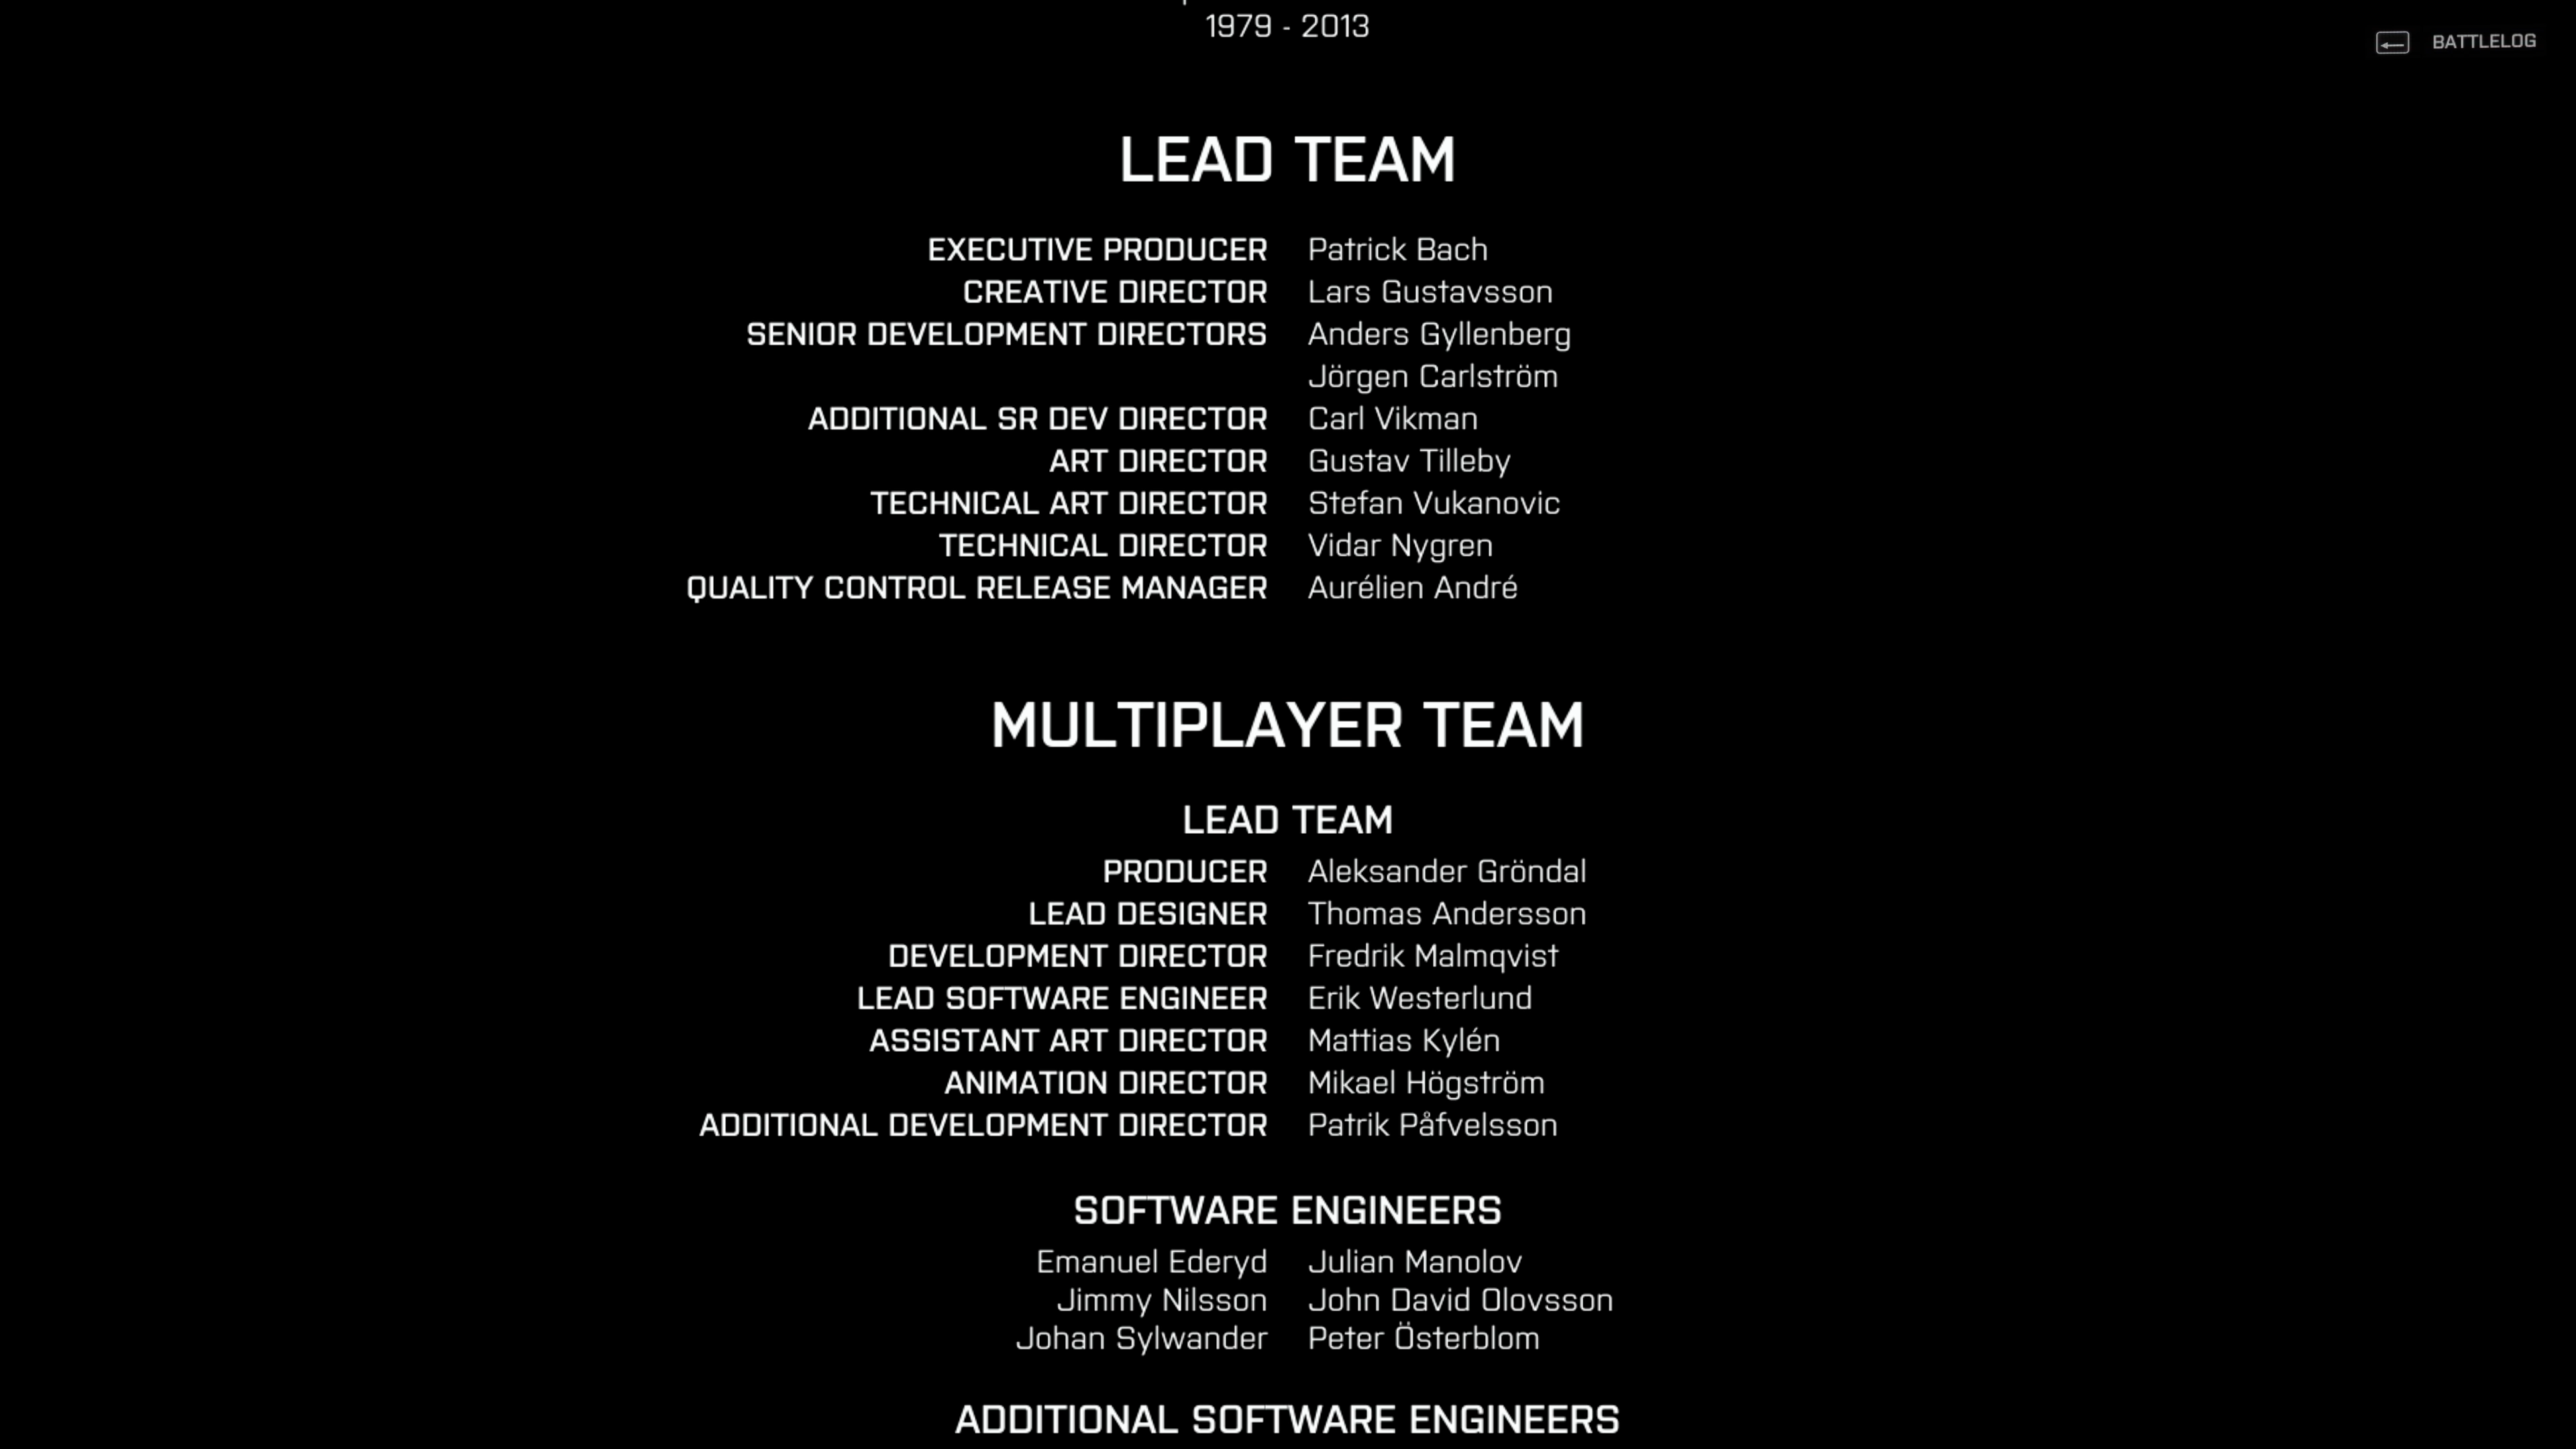 1979 - 2013
BATTLELOG
LEAD TEAM
EXECUTIVE PRODUCER Patrick Bach
CREATIVE DIRECTOR Lars Gustavsson
SENIOR DEVELOPMENT DIRECTORS Anders Gyllenberg
Jörgen Carlström
ADDITIONAL SR DEV DIRECTOR Carl Vikman
ART DIRECTOR Gustav Tilleby
TECHNICAL ART DIRECTOR Stefan Vukanovic
TECHNICAL DIRECTOR Vidar Nygren
QUALITY CONTROL RELEASE MANAGER Aurélien André
MULTIPLAYER TEAM
LEAD TEAM
PRODUCER Aleksander Gröndal
LEAD DESIGNER Thomas Andersson
DEVELOPMENT DIRECTOR Fredrik Malmqvist
LEAD SOFTWARE ENGINEER Erik Westerlund
ASSISTANT ART DIRECTOR Mattias Kylén
ANIMATION DIRECTOR Mikael Högström
ADDITIONAL DEVELOPMENT DIRECTOR Patrik Påfvelsson
SOFTWARE ENGINEERS
Emanuel Ederyd Julian Manolov
Jimmy Nilsson John David Olovsson
Johan Sylwander Peter Österblom
ADDITIONAL SOFTWARE ENGINEERS